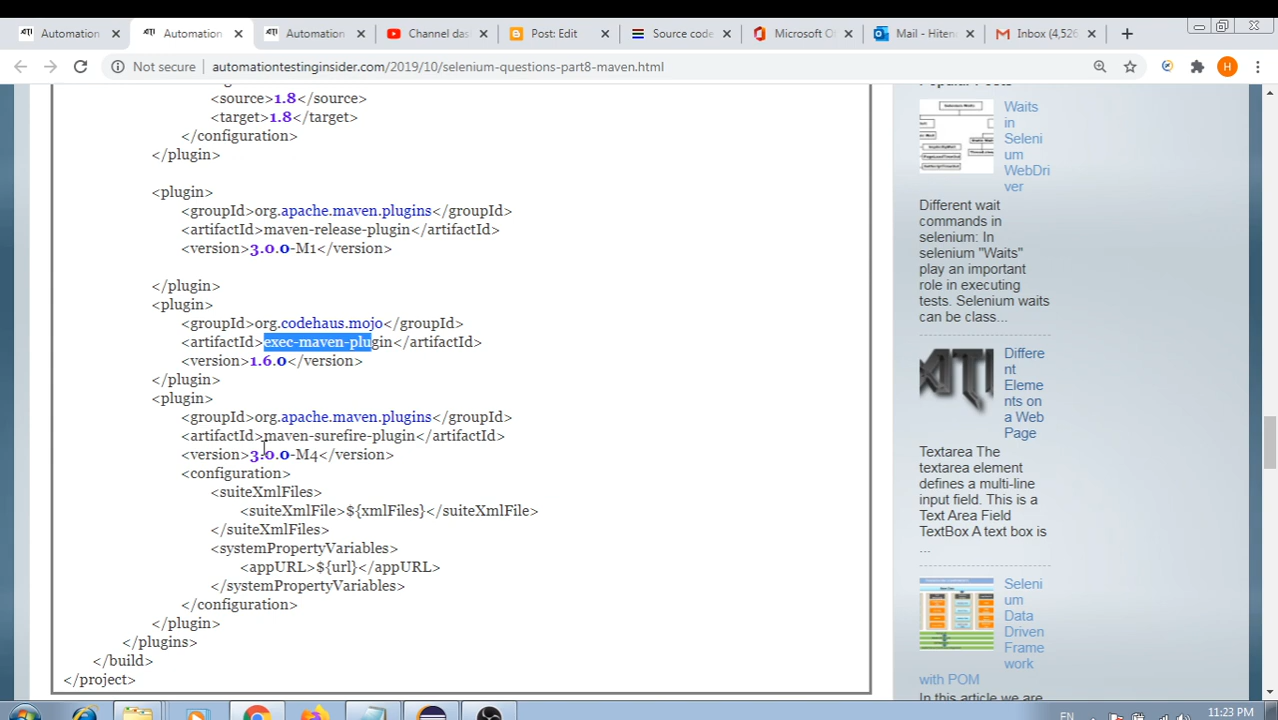 Automation
Automation
Automation
Channel das
Post: Edit
Source code
Microsoft O
Mail - Hiten
Inbox (4,526
Not secure
automationtestinginsider.com/2019/10/selenium-questions-part8-maven.html
H
<source>1.8</source>
<target>1.8</target>
</configuration>
</plugin>
<plugin>
<groupId>org.apache.maven.plugins</groupId>
<artifactId>maven-release-plugin</artifactId>
<version>3.0.0-M1</version>
</plugin>
<plugin>
<groupId>org.codehaus.mojo</groupId>
<artifactId>exec-maven-plugin</artifactId>
<version>1.6.0</version>
</plugin>
<plugin>
<groupId>org.apache.maven.plugins</groupId>
<artifactId>maven-surefire-plugin</artifactId>
<version>3.0.0-M4</version>
<configuration>
<suiteXmlFiles>
<suiteXmlFile>${xmlFiles}</suiteXmlFile>
</suiteXmlFiles>
<systemPropertyVariables>
<appURL>${url}</appURL>
</systemPropertyVariables>
</configuration>
</plugin>
</plugins>
</build>
</project>
Waits
in
Seleni
um
WebDri
ver
Different wait
commands in
selenium: In
selenium "Waits"
play an important
role in executing
tests. Selenium waits
can be class...
Differe
nt
Eleme
nts on
a Web
Page
Textarea The
textarea element
defines a multi-line
input field. This is a
Text Area Field
TextBox A text box is
...
Seleni
um
Data
Driven
Frame
work
with POM
In this article we are
EN
11:23 PM